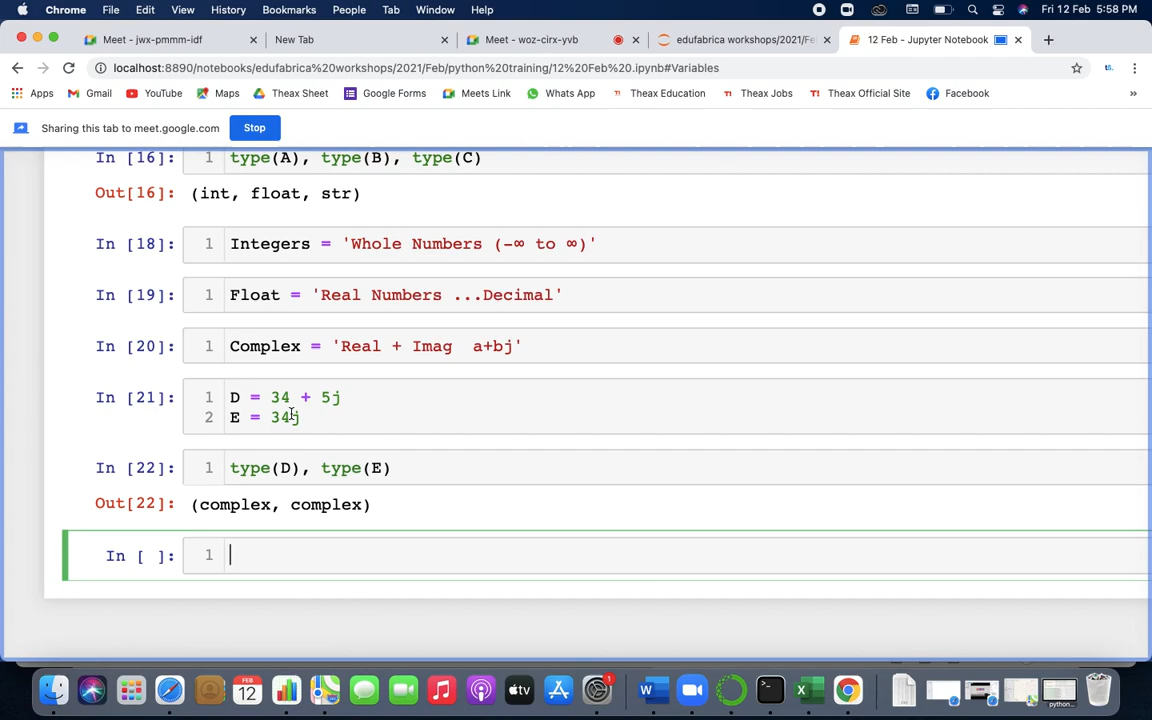 Chrome File Edit View History Bookmarks People Tab Window Help Fri 12 Feb 5:58 PM
Meet - jwx-pmmm-idf
New Tab
Meet - woz-cirx-yvb
edufabrica workshops/2021/Fe
12 Feb - Jupyter Notebook
localhost:8890/notebooks/edufabrica%20workshops/2021/Feb/python%20training/12%20Feb%20.ipynb#Variables
Apps Gmail YouTube Maps Theax Sheet Google Forms Meets Link Whats App Theax Education Theax Jobs Theax Official Site Facebook »
Sharing this tab to meet.google.com Stop
In [16]: 1 type(A), type(B), type(C)
Out[16]: (int, float, str)
In [18]: 1 Integers = 'Whole Numbers (-∞ to ∞)'
In [19]: 1 Float = 'Real Numbers ...Decimal'
In [20]: 1 Complex = 'Real + Imag  a+bj'
In [21]: 1 D = 34 + 5j
2 E = 34j
In [22]: 1 type(D), type(E)
Out[22]: (complex, complex)
In [ ]: 1
FEB
12
tv
1
W
X
python...